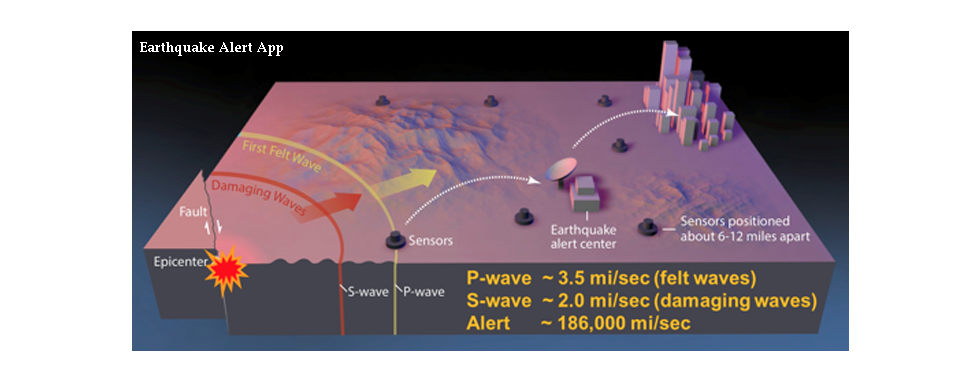 Earthquake Alert App
First Felt Wave
Damaging Waves
Fault
Sensors
Earthquake
alert center
Sensors positioned
about 6-12 miles apart
Epicenter
S-wave
P-wave
P-wave ~ 3.5 mi/sec (felt waves)
S-wave ~ 2.0 mi/sec (damaging waves)
Alert ~ 186,000 mi/sec